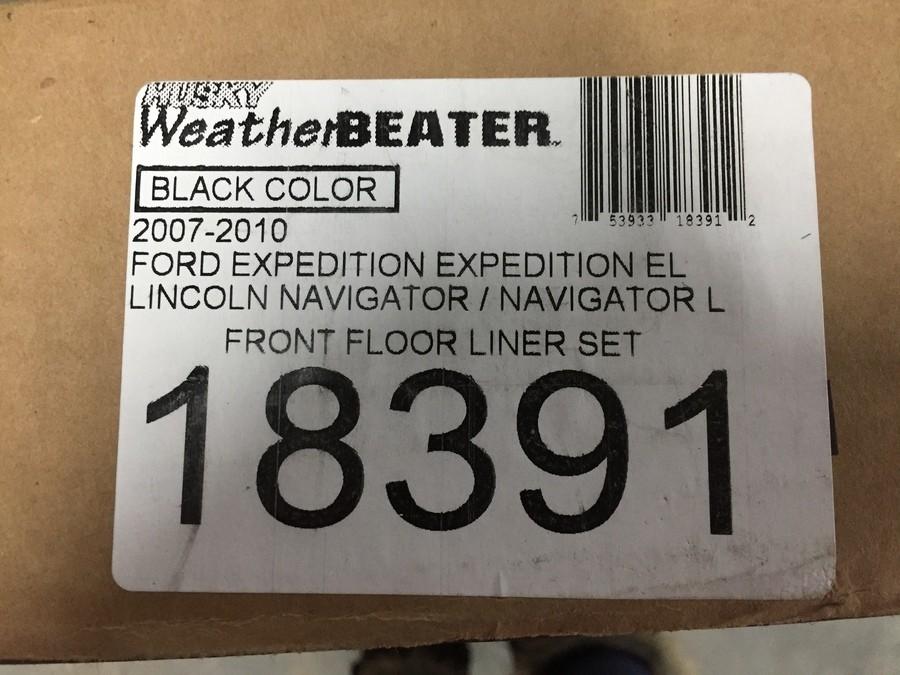 HUSKY
WeatherBEATER™
BLACK COLOR
2007-2010
FORD EXPEDITION EXPEDITION EL
LINCOLN NAVIGATOR / NAVIGATOR L
FRONT FLOOR LINER SET
18391
7 53933 18391 2